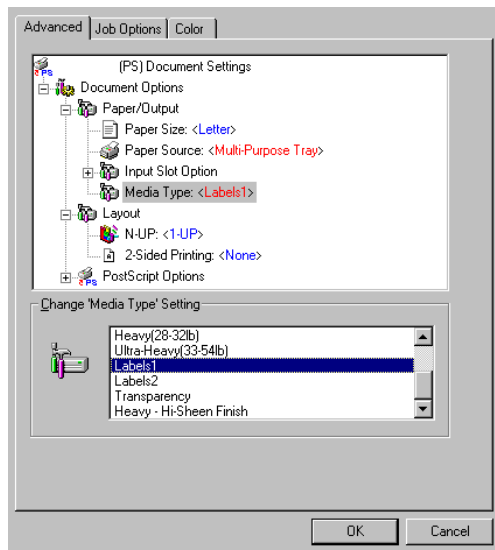 Advanced Job Options Color
(PS) Document Settings
Document Options
Paper/Output
Paper Size: <Letter>
Paper Source: <Multi-Purpose Tray>
Input Slot Option
Media Type: <Labels1>
Layout
N-UP: <1-UP>
2-Sided Printing: <None>
PostScript Options
Change 'Media Type' Setting
Heavy(28-32lb)
Ultra-Heavy(33-54lb)
Labels1
Labels2
Transparency
Heavy - Hi-Sheen Finish
OK Cancel